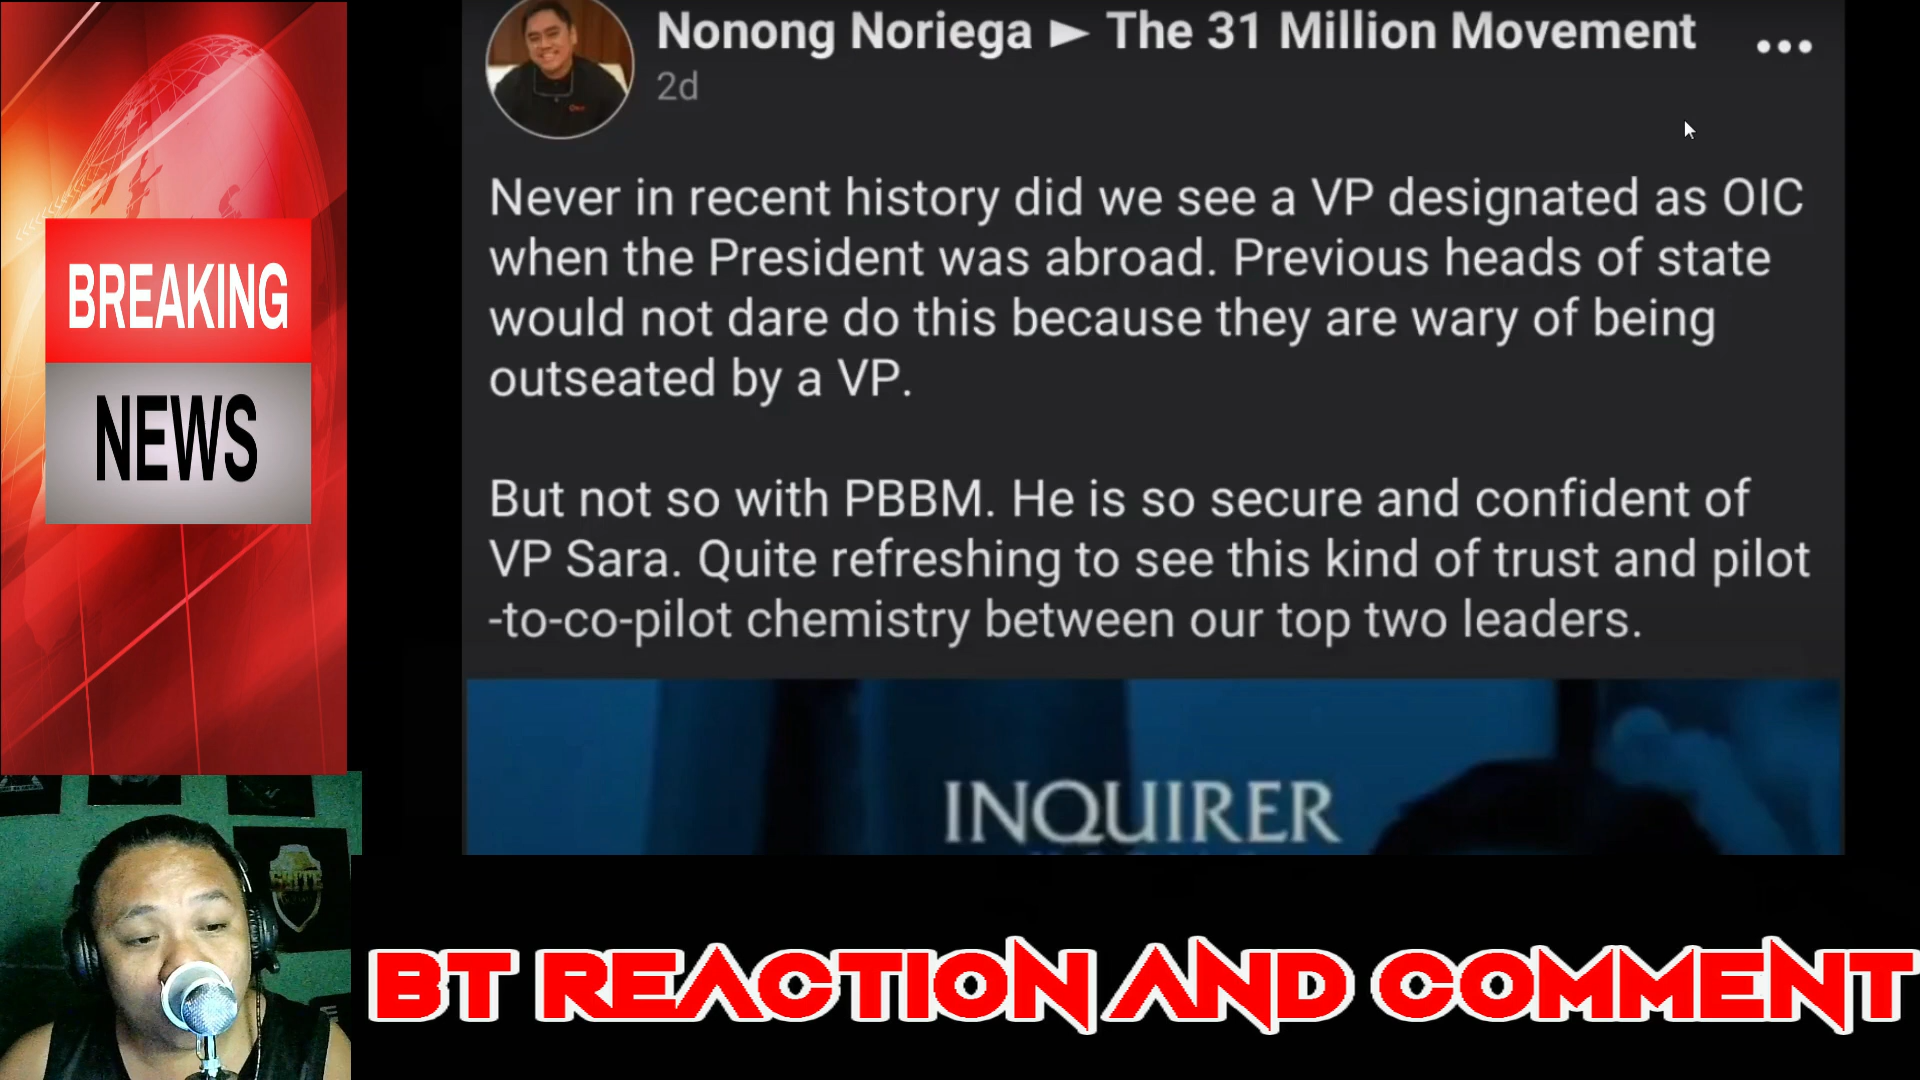 BREAKING
NEWS
Nonong Noriega ► The 31 Million Movement
2d
Never in recent history did we see a VP designated as OIC
when the President was abroad. Previous heads of state
would not dare do this because they are wary of being
outseated by a VP.
But not so with PBBM. He is so secure and confident of
VP Sara. Quite refreshing to see this kind of trust and pilot
-to-co-pilot chemistry between our top two leaders.
INQUIRER
BT REACTION AND COMMENT